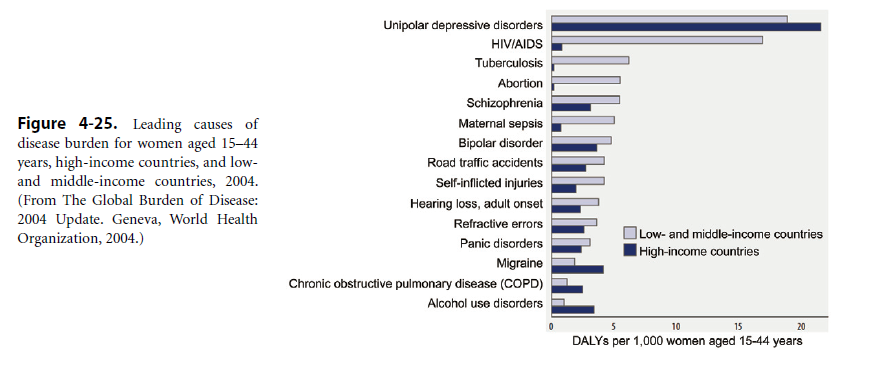 Figure 4-25. Leading causes of
disease burden for women aged 15–44
years, high-income countries, and low-
and middle-income countries, 2004.
(From The Global Burden of Disease:
2004 Update. Geneva, World Health
Organization, 2004.)
Unipolar depressive disorders
HIV/AIDS
Tuberculosis
Abortion
Schizophrenia
Maternal sepsis
Bipolar disorder
Road traffic accidents
Self-inflicted injuries
Hearing loss, adult onset
Refractive errors
Panic disorders
Migraine
Chronic obstructive pulmonary disease (COPD)
Alcohol use disorders
Low- and middle-income countries
High-income countries
0 5 10 15 20
DALYs per 1,000 women aged 15-44 years